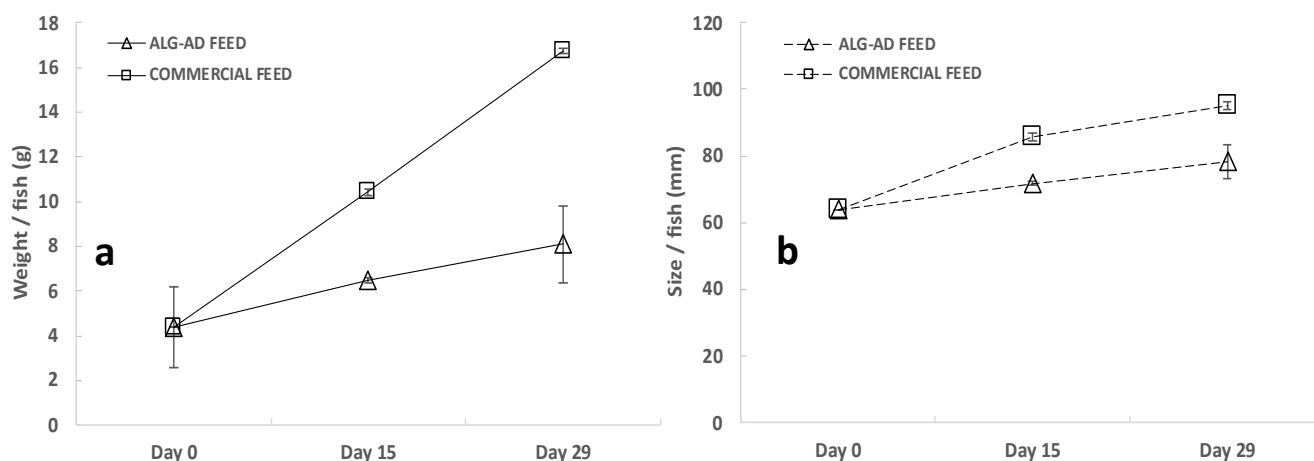 18
16
14
12
10
8
6
4
2
0
Weight / fish (g)
ALG-AD FEED
COMMERCIAL FEED
a
Day 0 Day 15 Day 29
120
100
80
60
40
20
0
Size / fish (mm)
ALG-AD FEED
COMMERCIAL FEED
b
Day 0 Day 15 Day 29